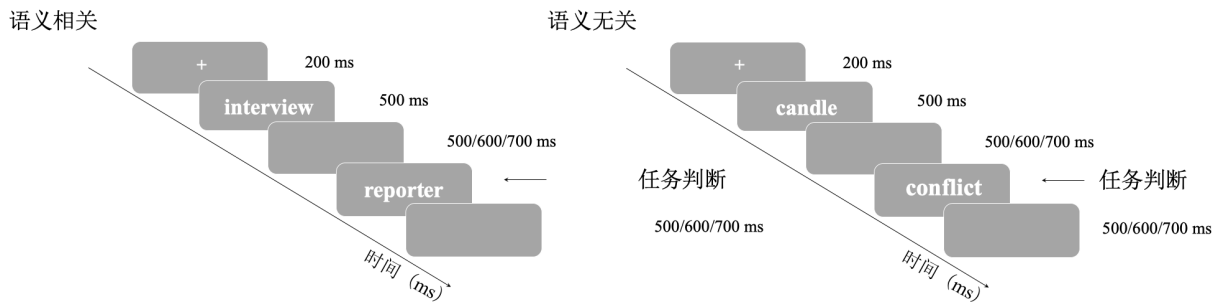 语义相关
+
200 ms
interview
500 ms
500/600/700 ms
reporter
任务判断
500/600/700 ms
时间（ms）
语义无关
+
200 ms
candle
500 ms
500/600/700 ms
conflict
任务判断
500/600/700 ms
时间（ms）